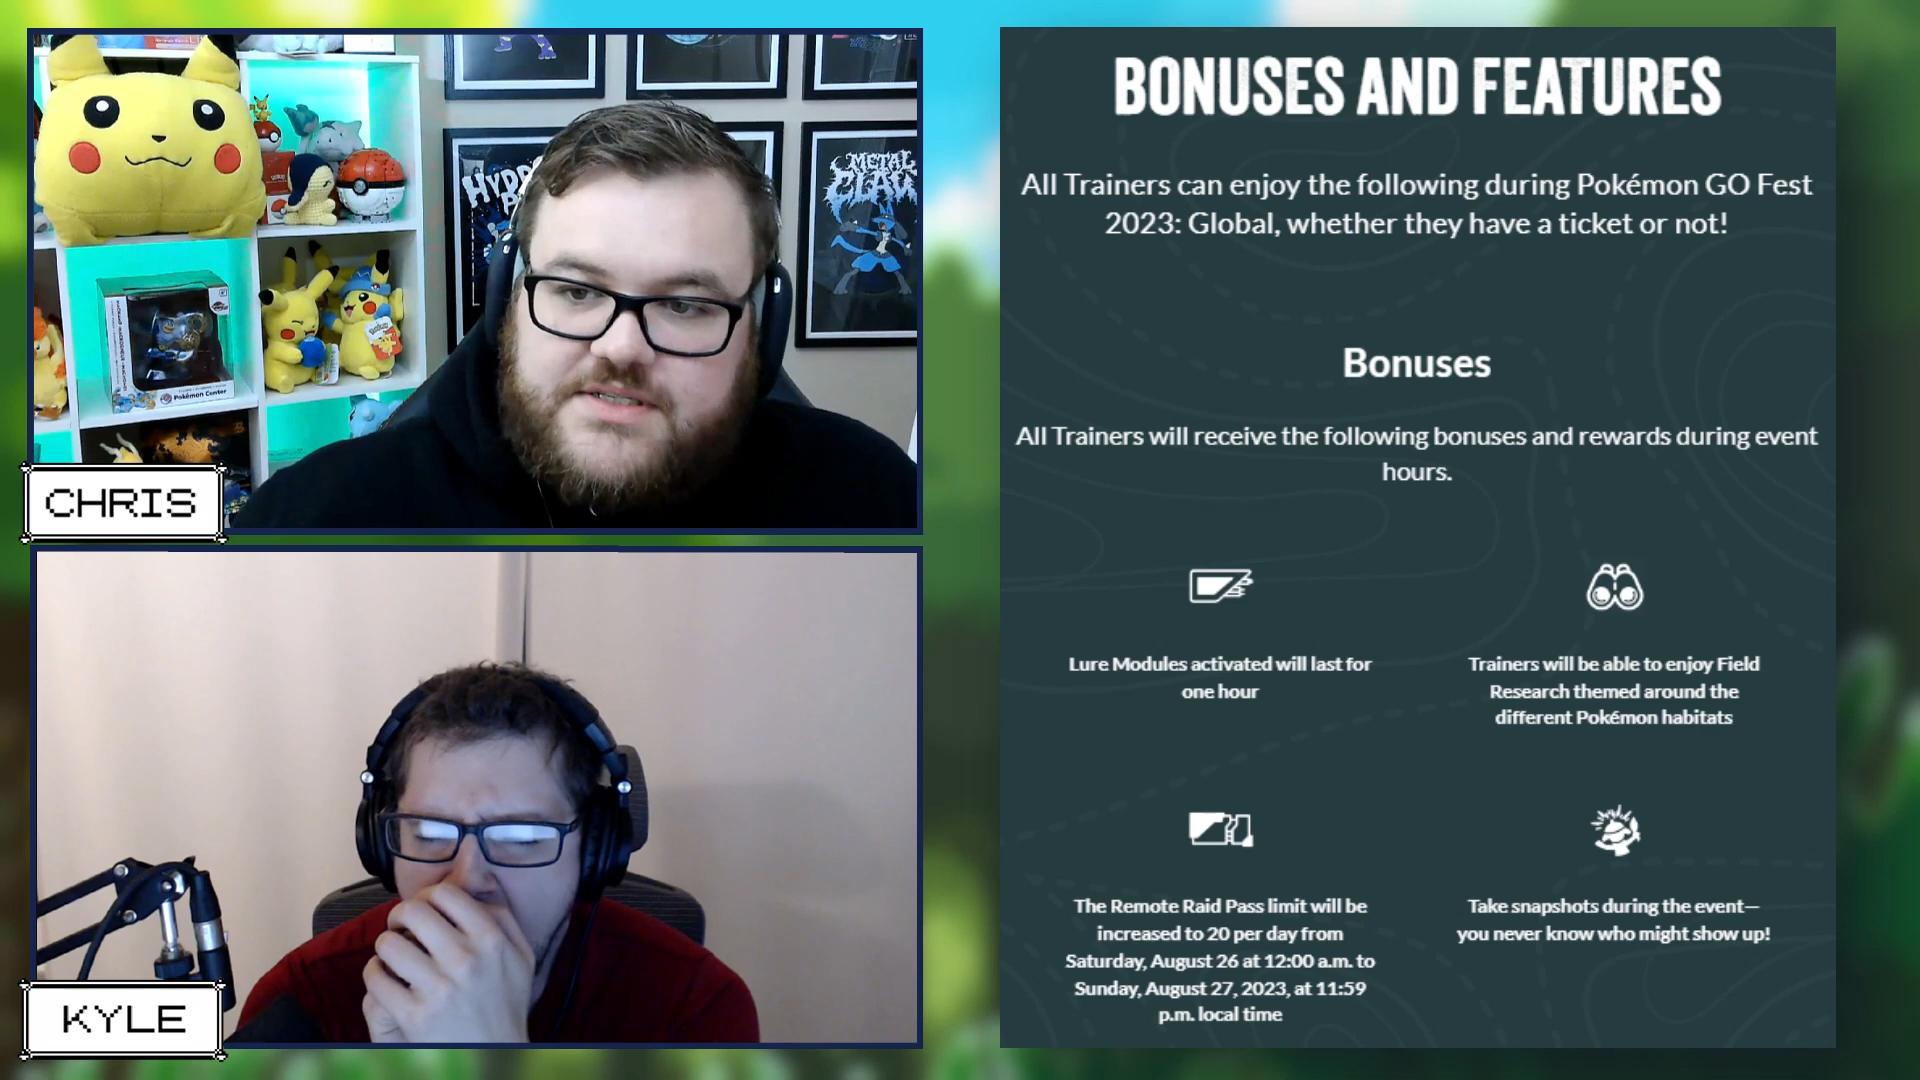 HYDRO
METAL
CLAW
Pokémon Center
CHRIS
KYLE
BONUSES AND FEATURES
All Trainers can enjoy the following during Pokémon GO Fest
2023: Global, whether they have a ticket or not!
Bonuses
All Trainers will receive the following bonuses and rewards during event
hours.
Lure Modules activated will last for
one hour
Trainers will be able to enjoy Field
Research themed around the
different Pokémon habitats
The Remote Raid Pass limit will be
increased to 20 per day from
Saturday, August 26 at 12:00 a.m. to
Sunday, August 27, 2023, at 11:59
p.m. local time
Take snapshots during the event—
you never know who might show up!